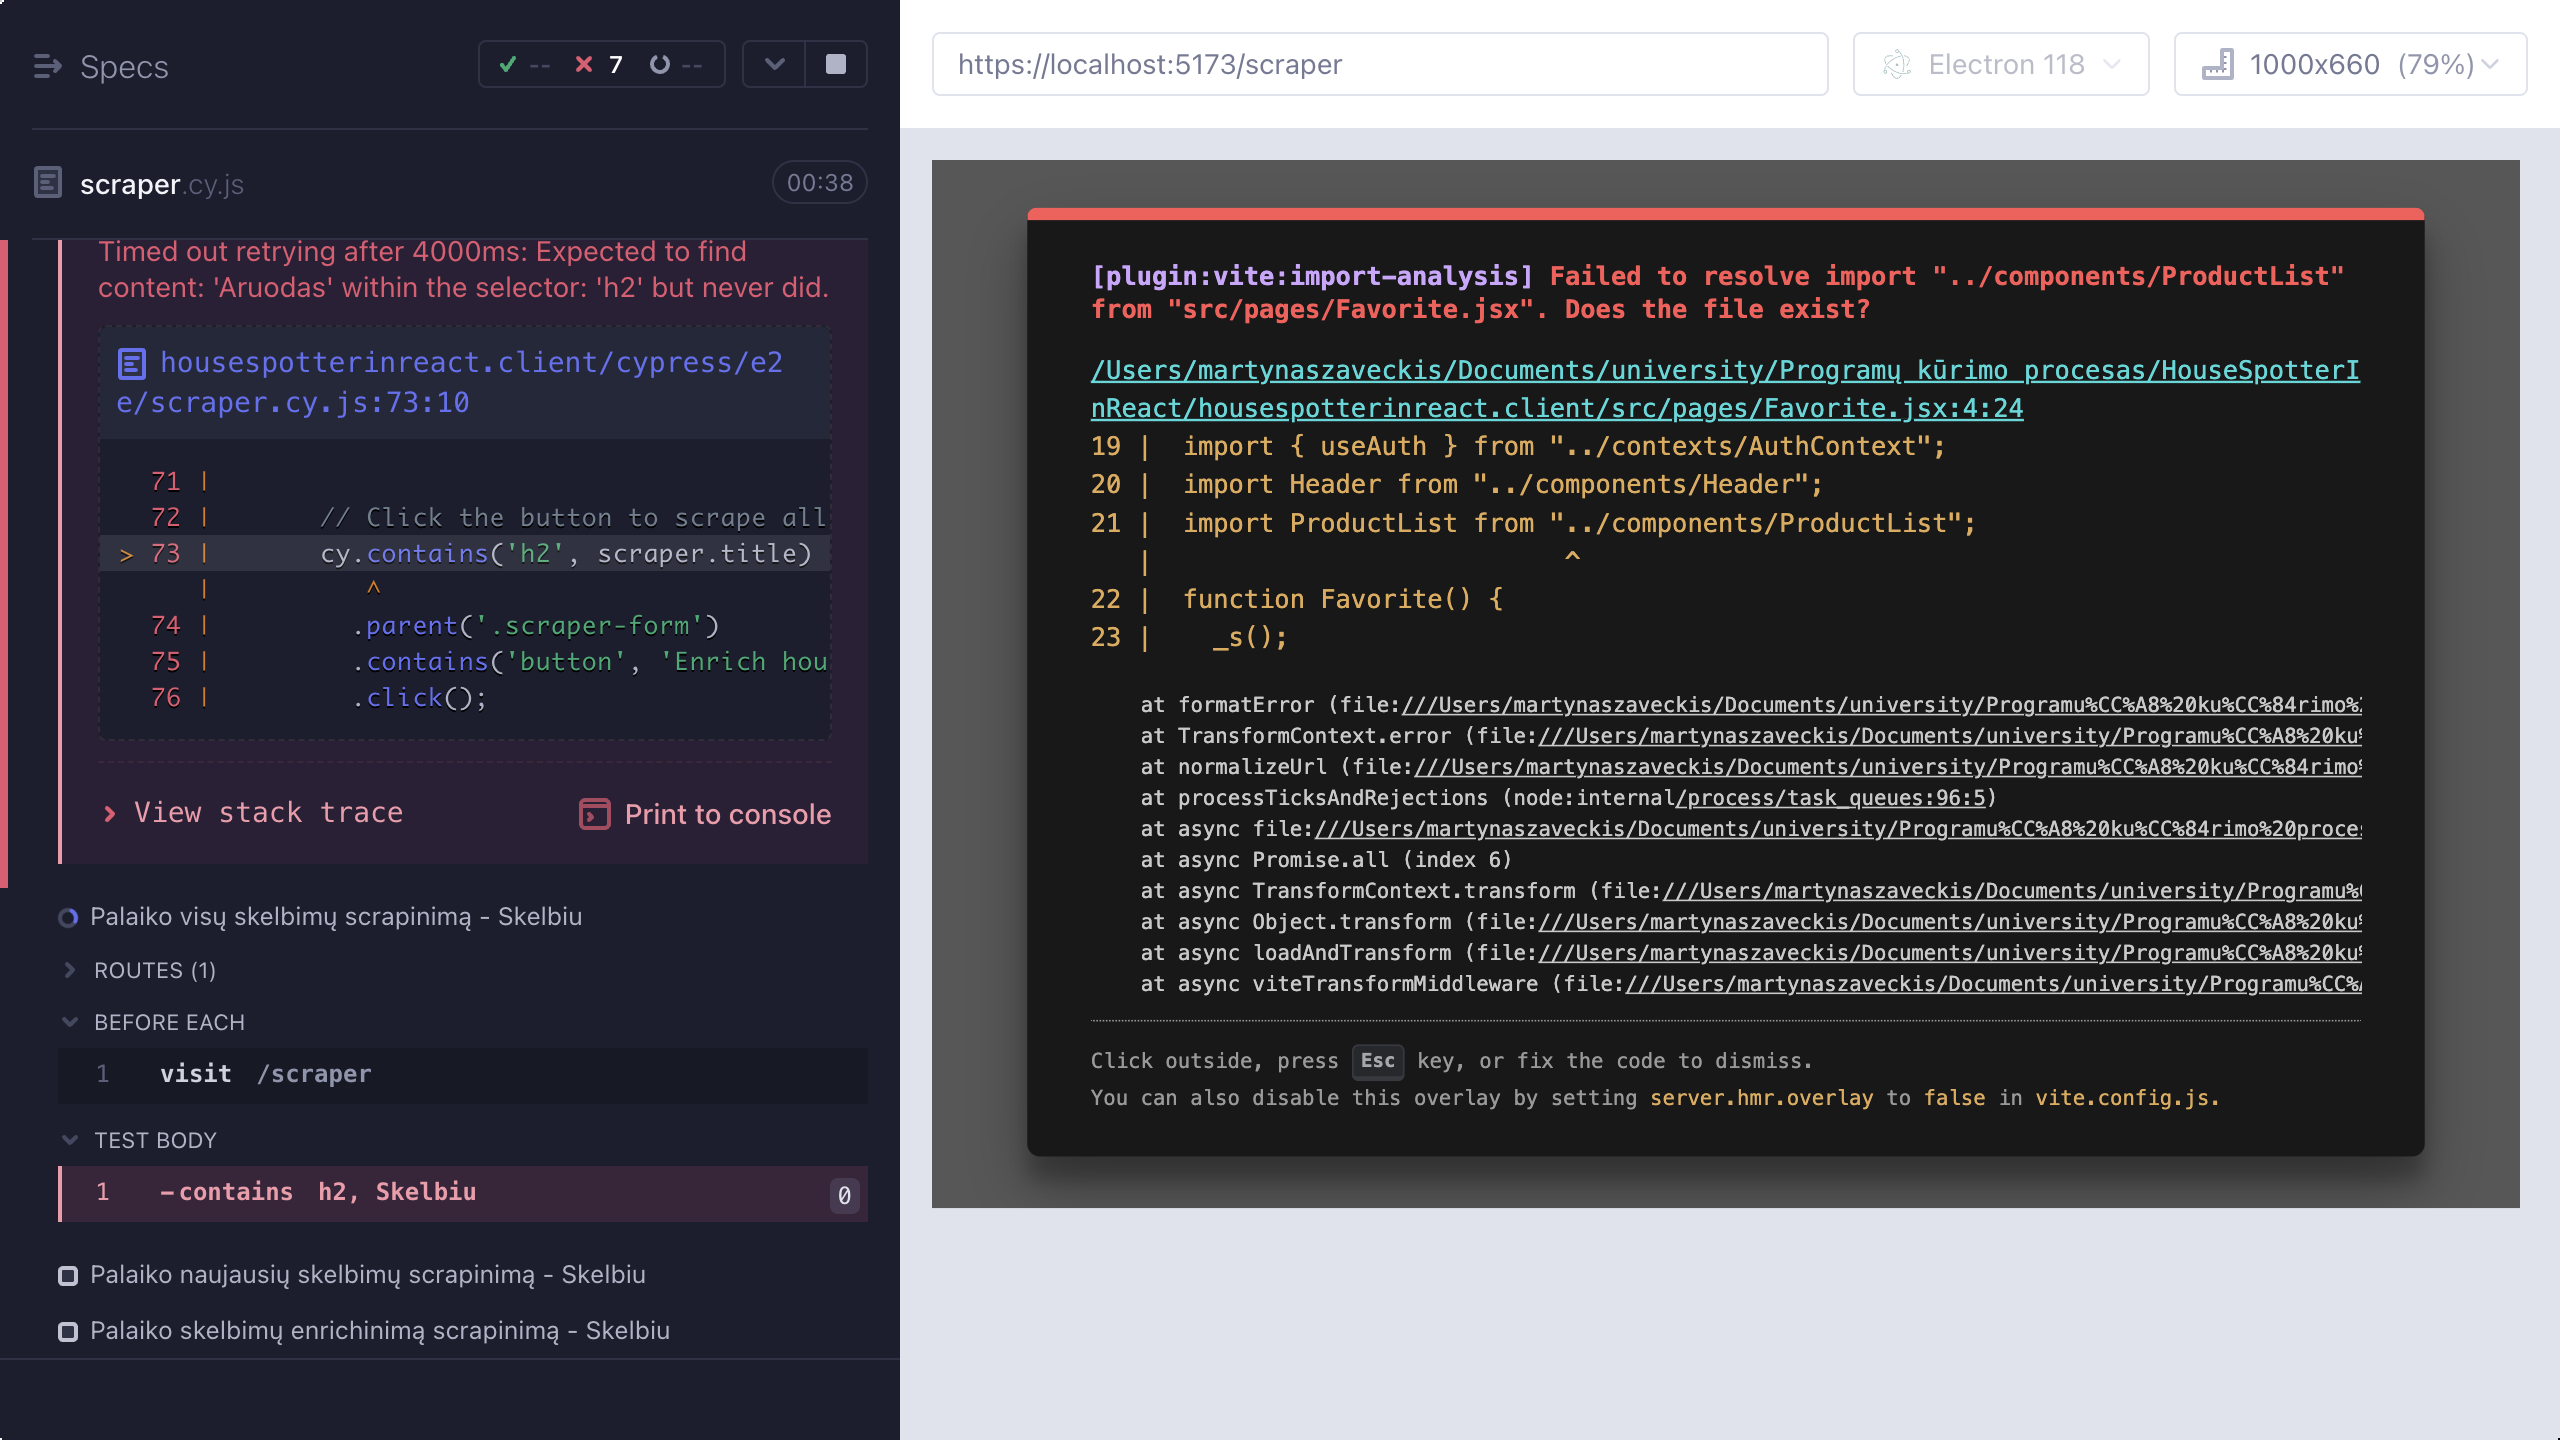 Specs
-- 7 --
scraper.cy.js
00:38
Timed out retrying after 4000ms: Expected to find
content: 'Aruodas' within the selector: 'h2' but never did.
housespotterinreact.client/cypress/e2
e/scraper.cy.js:73:10
71 |
72 | // Click the button to scrape all
> 73 | cy.contains('h2', scraper.title)
| ^
74 | .parent('.scraper-form')
75 | .contains('button', 'Enrich hou
76 | .click();
View stack trace
Print to console
Palaiko visų skelbimų scrapinimą - Skelbiu
ROUTES (1)
BEFORE EACH
1 visit /scraper
TEST BODY
1 -contains h2, Skelbiu 0
Palaiko naujausių skelbimų scrapinimą - Skelbiu
Palaiko skelbimų enrichinimą scrapinimą - Skelbiu
https://localhost:5173/scraper
Electron 118
1000x660 (79%)
[plugin:vite:import-analysis] Failed to resolve import "../components/ProductList"
from "src/pages/Favorite.jsx". Does the file exist?
/Users/martynaszaveckis/Documents/university/Programų kūrimo procesas/HouseSpotterI
nReact/housespotterinreact.client/src/pages/Favorite.jsx:4:24
19 | import { useAuth } from "../contexts/AuthContext";
20 | import Header from "../components/Header";
21 | import ProductList from "../components/ProductList";
| ^
22 | function Favorite() {
23 | _s();
at formatError (file:///Users/martynaszaveckis/Documents/university/Programu%CC%A8%20ku%CC%84rimo%2
at TransformContext.error (file:///Users/martynaszaveckis/Documents/university/Programu%CC%A8%20ku%
at normalizeUrl (file:///Users/martynaszaveckis/Documents/university/Programu%CC%A8%20ku%CC%84rimo%
at processTicksAndRejections (node:internal/process/task_queues:96:5)
at async file:///Users/martynaszaveckis/Documents/university/Programu%CC%A8%20ku%CC%84rimo%20proces
at async Promise.all (index 6)
at async TransformContext.transform (file:///Users/martynaszaveckis/Documents/university/Programu%C
at async Object.transform (file:///Users/martynaszaveckis/Documents/university/Programu%CC%A8%20ku%
at async loadAndTransform (file:///Users/martynaszaveckis/Documents/university/Programu%CC%A8%20ku%
at async viteTransformMiddleware (file:///Users/martynaszaveckis/Documents/university/Programu%CC%A
Click outside, press Esc key, or fix the code to dismiss.
You can also disable this overlay by setting server.hmr.overlay to false in vite.config.js.